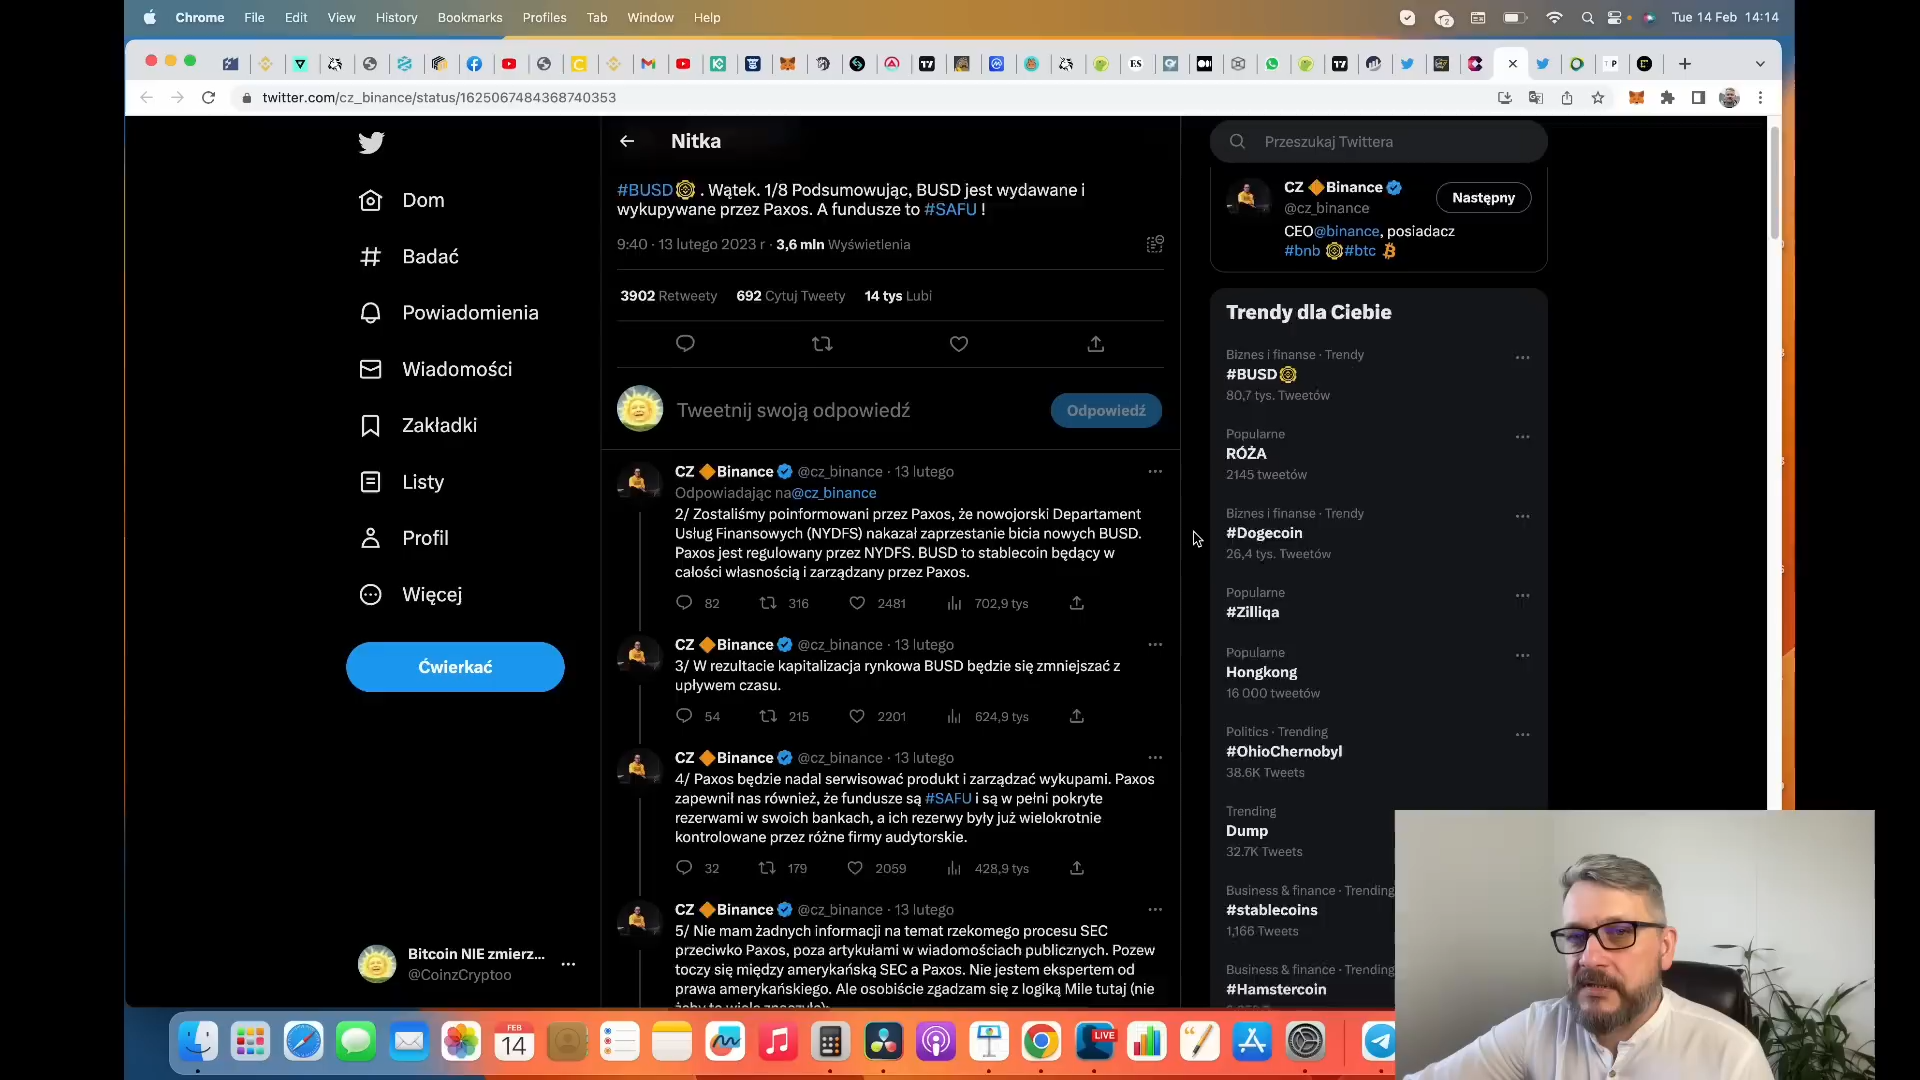 Chrome File Edit View History Bookmarks Profiles Tab Window Help
Tue 14 Feb 14:14
twitter.com/cz_binance/status/1625067484368740353
Dom
Badać
Powiadomienia
Wiadomości
Zakładki
Listy
Profil
Więcej
Ćwierkać
Bitcoin NIE zmierz...
@CoinzCryptoo
Nitka
#BUSD . Wątek. 1/8 Podsumowując, BUSD jest wydawane i
wykupywane przez Paxos. A fundusze to #SAFU !
9:40 · 13 lutego 2023 r · 3,6 mln Wyświetlenia
3902 Retweety 692 Cytuj Tweety 14 tys Lubi
Tweetnij swoją odpowiedź
Odpowiedź
CZ Binance @cz_binance · 13 lutego
Odpowiadając na@cz_binance
2/ Zostaliśmy poinformowani przez Paxos, że nowojorski Departament
Usług Finansowych (NYDFS) nakazał zaprzestanie bicia nowych BUSD.
Paxos jest regulowany przez NYDFS. BUSD to stablecoin będący w
całości własnością i zarządzany przez Paxos.
82 316 2481 702,9 tys
CZ Binance @cz_binance · 13 lutego
3/ W rezultacie kapitalizacja rynkowa BUSD będzie się zmniejszać z
upływem czasu.
54 215 2201 624,9 tys
CZ Binance @cz_binance · 13 lutego
4/ Paxos będzie nadal serwisować produkt i zarządzać wykupami. Paxos
zapewnił nas również, że fundusze są #SAFU i są w pełni pokryte
rezerwami w swoich bankach, a ich rezerwy były już wielokrotnie
kontrolowane przez różne firmy audytorskie.
32 179 2059 428,9 tys
CZ Binance @cz_binance · 13 lutego
5/ Nie mam żadnych informacji na temat rzekomego procesu SEC
przeciwko Paxos, poza artykułami w wiadomościach publicznych. Pozew
toczy się między amerykańską SEC a Paxos. Nie jestem ekspertem od
prawa amerykańskiego. Ale osobiście zgadzam się z logiką Mile tutaj (nie
Przeszukaj Twittera
CZ Binance
@cz_binance
Następny
CEO@binance, posiadacz
#bnb #btc
Trendy dla Ciebie
Biznes i finanse · Trendy
#BUSD
80,7 tys. Tweetów
Popularne
RÓŻA
2145 tweetów
Biznes i finanse · Trendy
#Dogecoin
26,4 tys. Tweetów
Popularne
#Zilliqa
Popularne
Hongkong
16 000 tweetów
Politics · Trending
#OhioChernobyl
38.6K Tweets
Trending
Dump
32.7K Tweets
Business & finance · Trending
#stablecoins
1,166 Tweets
Business & finance · Trending
#Hamstercoin
FEB
14
LIVE